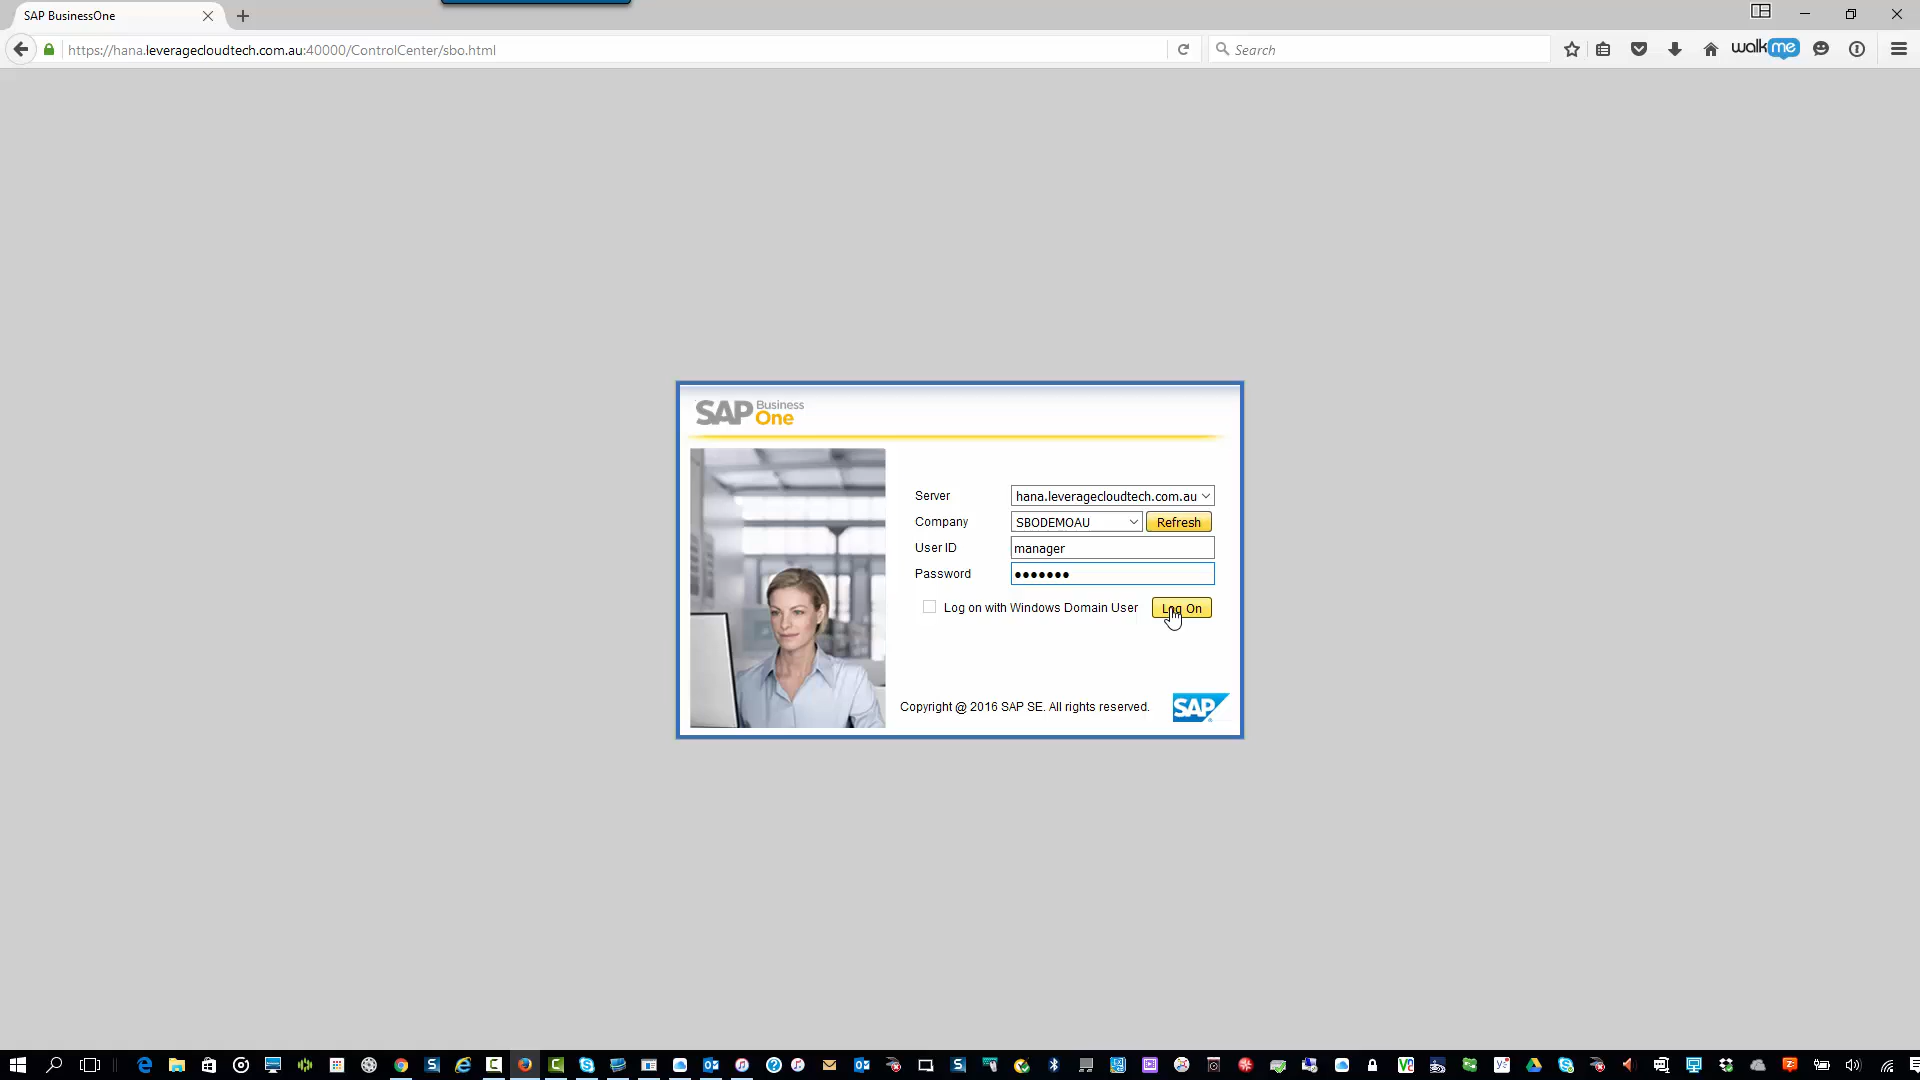 SAP BusinessOne
https://hana.leveragecloudtech.com.au:40000/ControlCenter/sbo.html
Search
walkme
SAP Business One
Server
hana.leveragecloudtech.com.au
Company
SBODEMOAU
Refresh
User ID
manager
Password
Log on with Windows Domain User
Log On
Copyright @ 2016 SAP SE. All rights reserved.
SAP